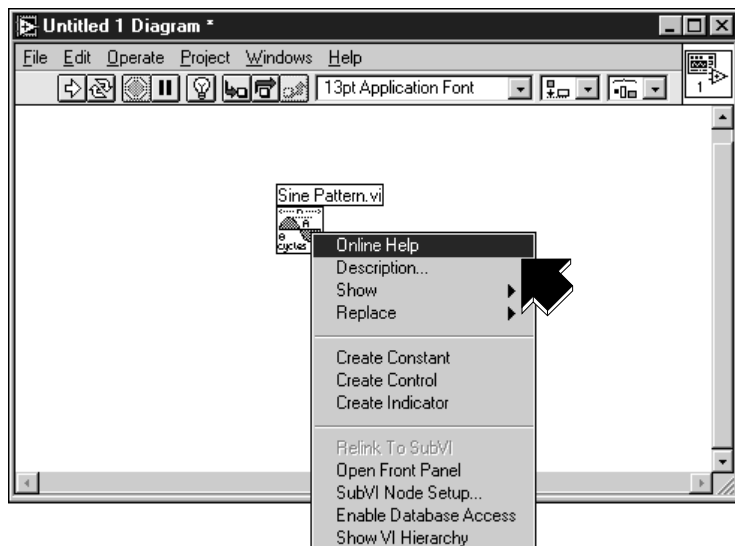 Untitled 1 Diagram *
File Edit Operate Project Windows Help
13pt Application Font
1
Sine Pattern.vi
n
A
θ
cycles
Online Help
Description...
Show
Replace
Create Constant
Create Control
Create Indicator
Relink To SubVI
Open Front Panel
SubVI Node Setup...
Enable Database Access
Show VI Hierarchy